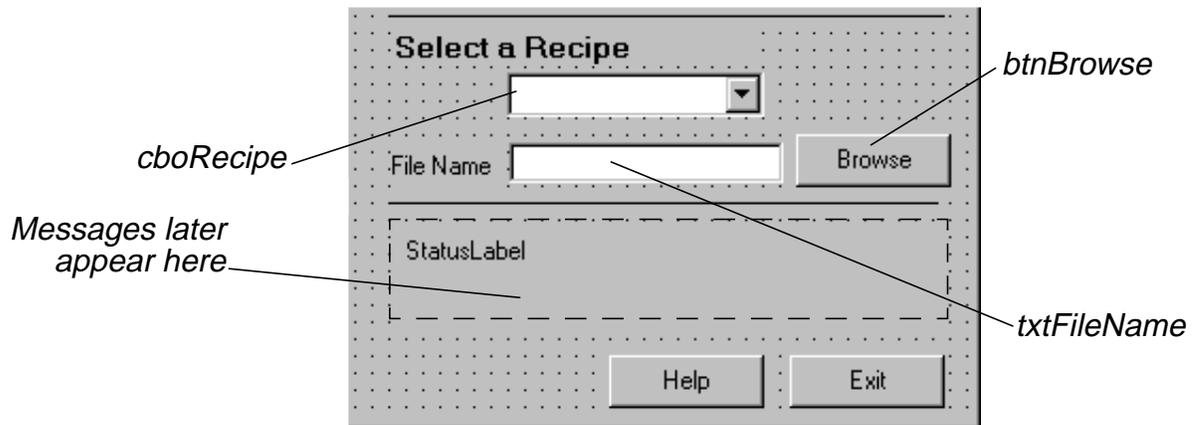 Select a Recipe
btnBrowse
cboRecipe
File Name
Browse
Messages later
appear here
StatusLabel
txtFileName
Help
Exit